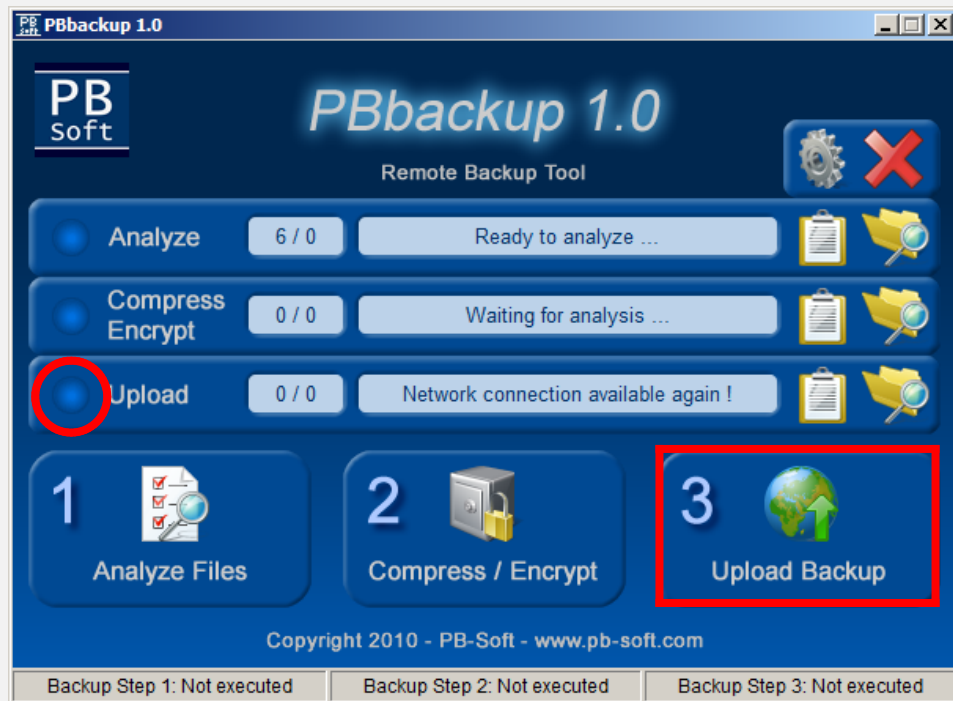 PBbackup 1.0
PB
Soft
PBbackup 1.0
Remote Backup Tool
Analyze
6 / 0
Ready to analyze ...
Compress
Encrypt
0 / 0
Waiting for analysis ...
Upload
0 / 0
Network connection available again !
1
Analyze Files
2
Compress / Encrypt
3
Upload Backup
Copyright 2010 - PB-Soft - www.pb-soft.com
Backup Step 1: Not executed
Backup Step 2: Not executed
Backup Step 3: Not executed